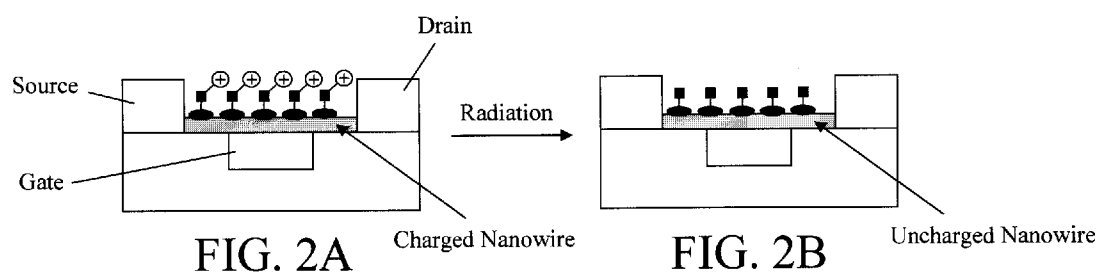 Drain
Source
Radiation
Gate
Charged Nanowire
Uncharged Nanowire
FIG. 2A
FIG. 2B